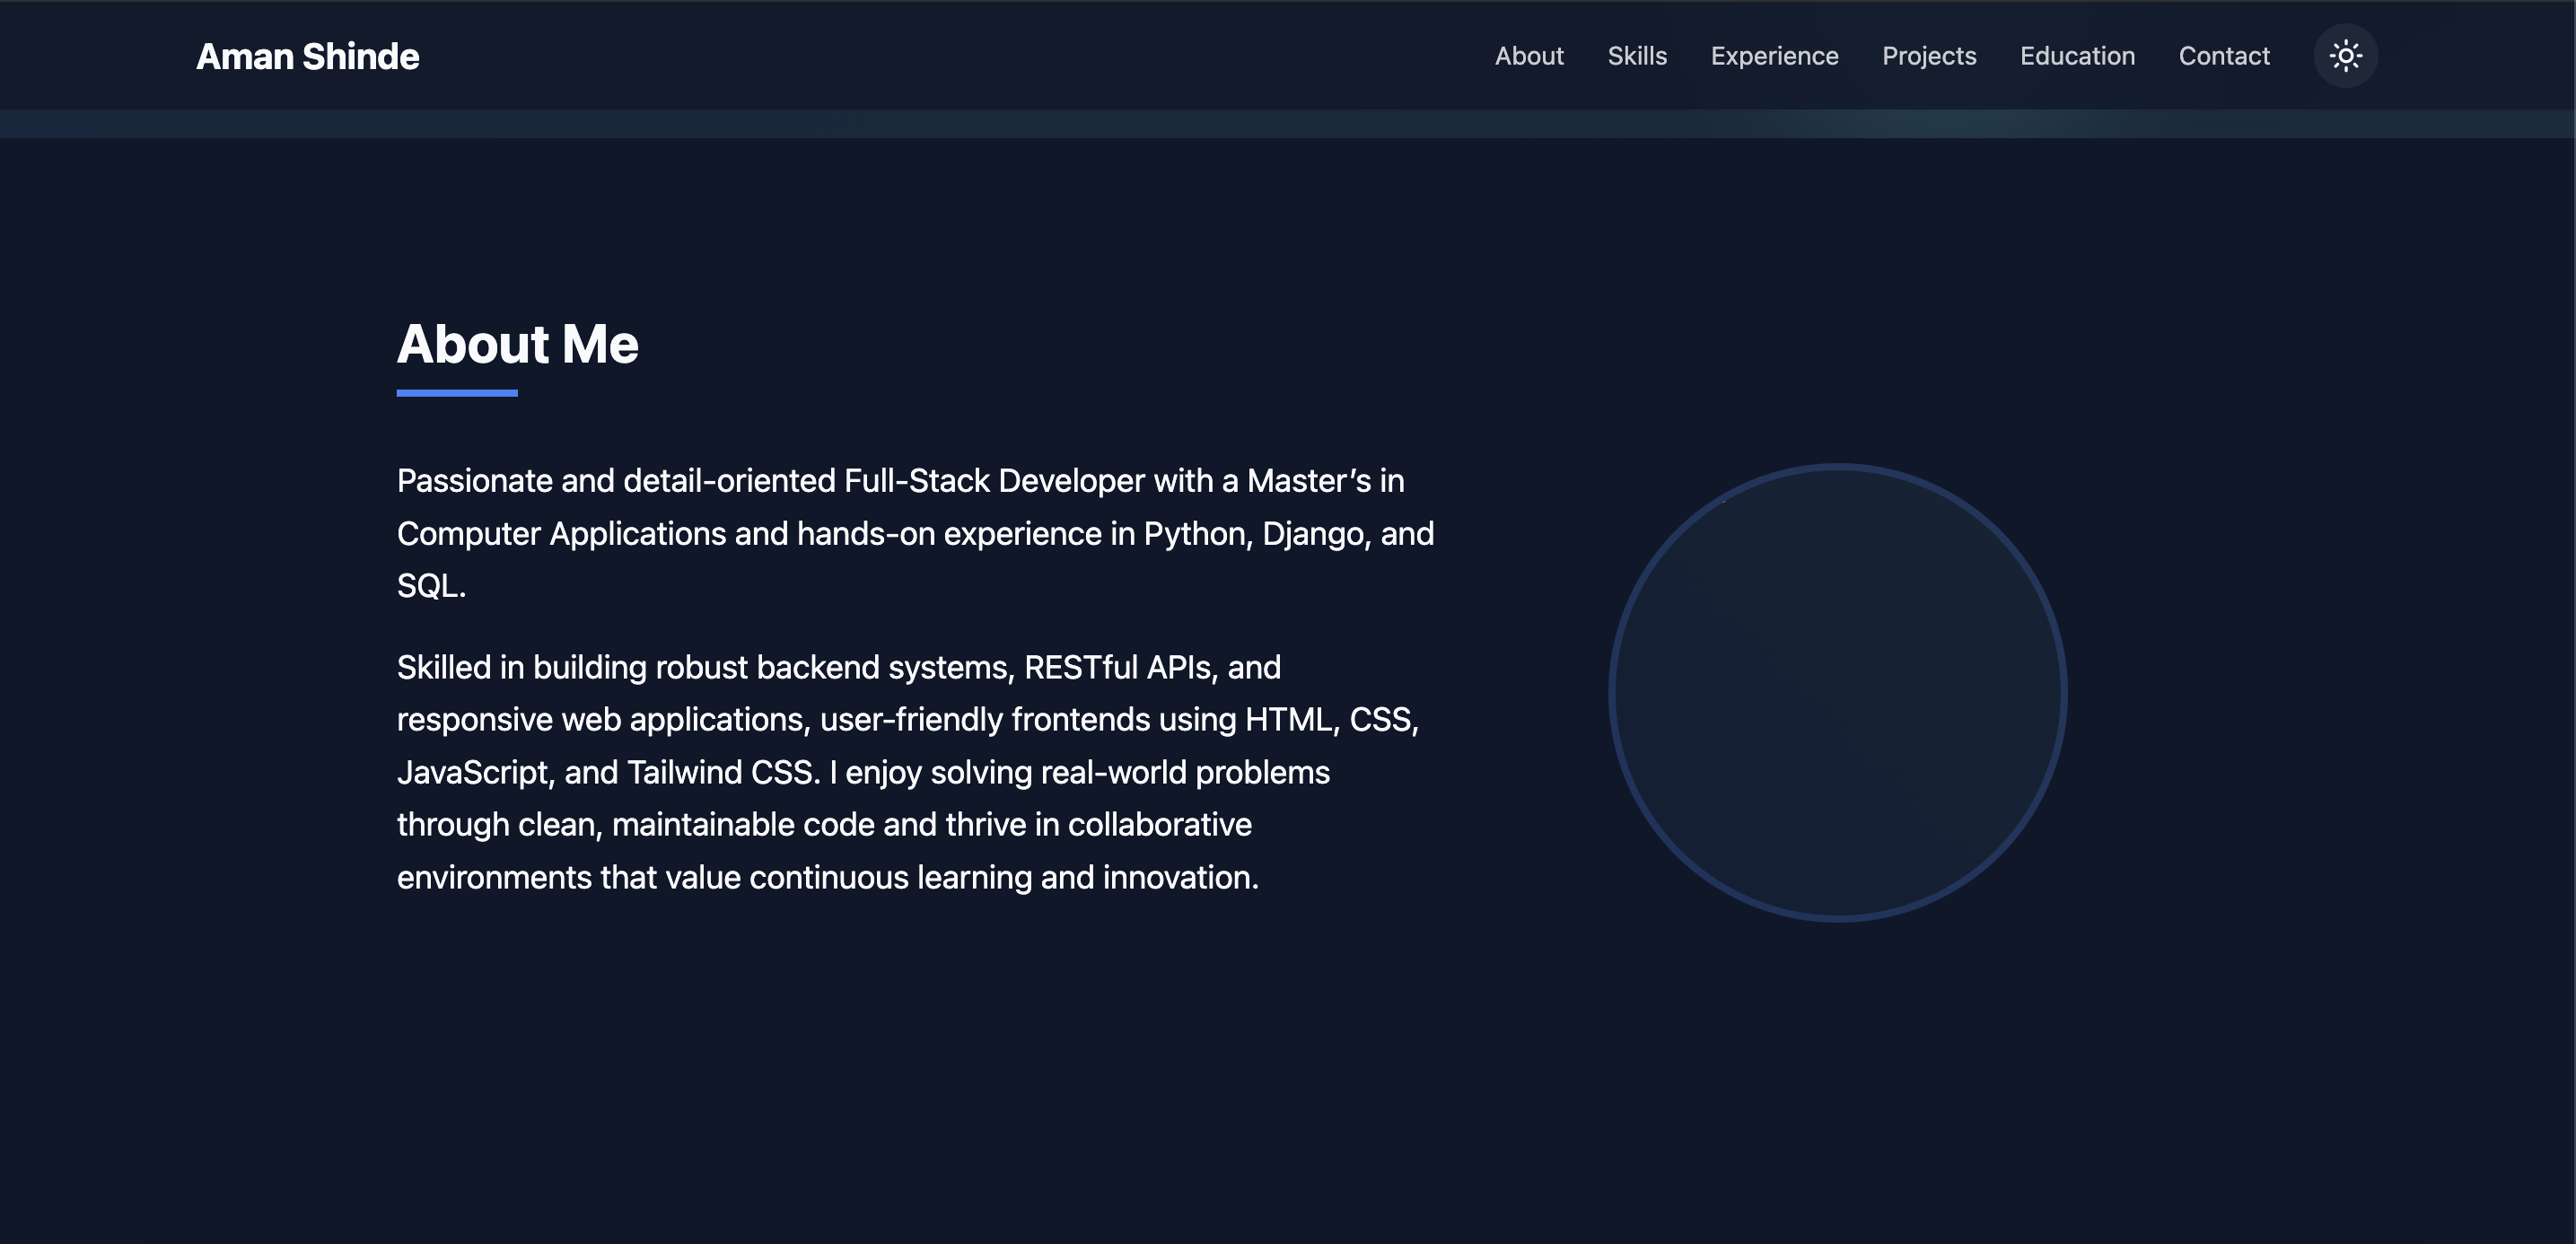 Aman Shinde
About Skills Experience Projects Education Contact
About Me
Passionate and detail-oriented Full-Stack Developer with a Master’s in
Computer Applications and hands-on experience in Python, Django, and
SQL.
Skilled in building robust backend systems, RESTful APIs, and
responsive web applications, user-friendly frontends using HTML, CSS,
JavaScript, and Tailwind CSS. I enjoy solving real-world problems
through clean, maintainable code and thrive in collaborative
environments that value continuous learning and innovation.